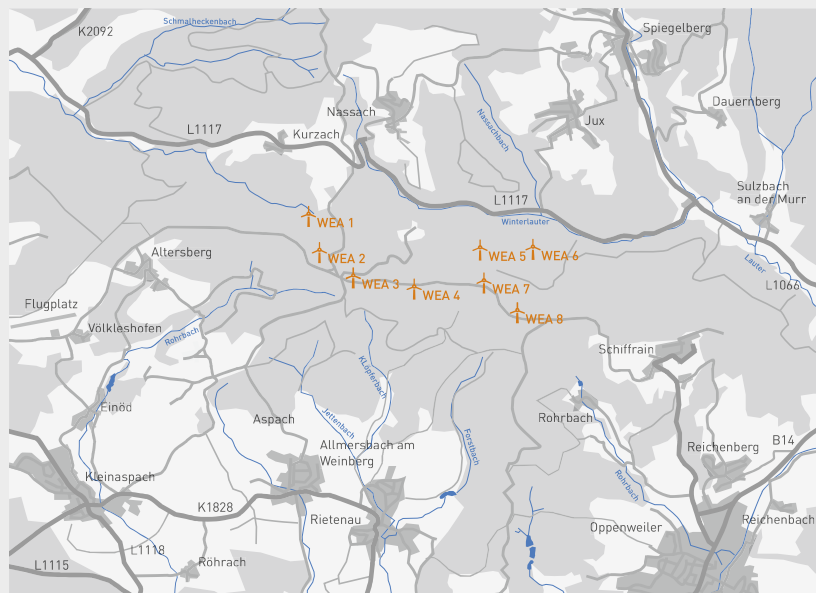 Schmalheckenbach
K2092
Spiegelberg
Nassach
Dauernberg
Jux
L1117
Kurzach
Nassachbach
Sulzbach
an der Murr
L1117
Winterlauter
WEA 1
WEA 2
WEA 5
WEA 6
Altersberg
Lauter
WEA 3
WEA 4
WEA 7
L1066
Flugplatz
WEA 8
Völkleshofen
Rohrbach
Schiffrain
Klöpferbach
Einöd
Aspach
Jettenbach
Rohrbach
Allmersbach am
Weinberg
Forstbach
Reichenberg
B14
Kleinaspach
Rohrbach
K1828
Rietenau
Oppenweiler
Reichenbach
L1118
Röhrach
L1115